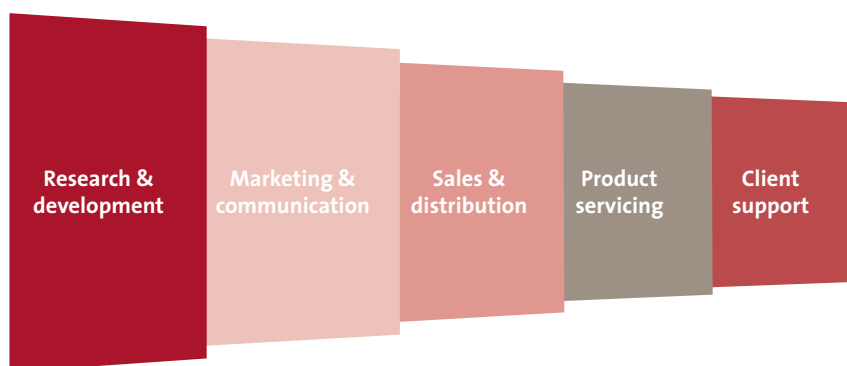 Research &
development
Marketing &
communication
Sales &
distribution
Product
servicing
Client
support